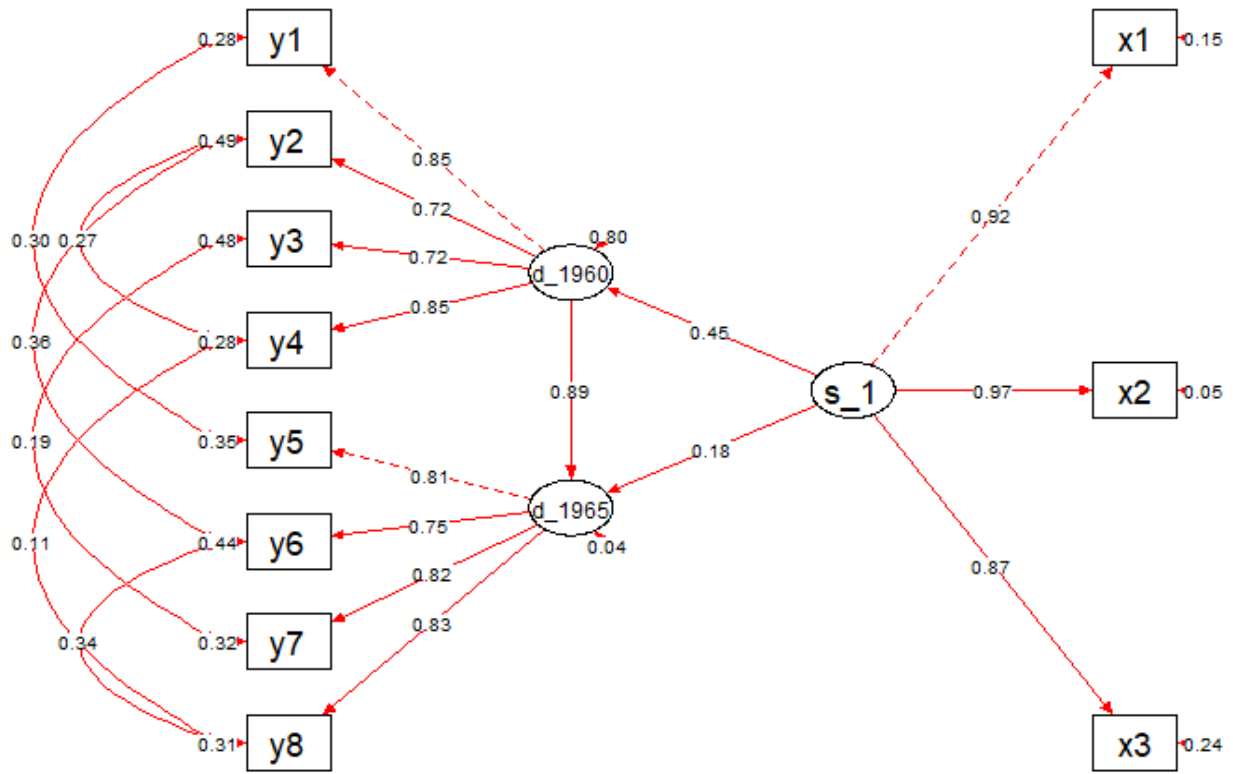 0.28 y1 x1 0.15
0.49 y2 0.85
0.72 0.92
0.30 0.27 0.48 y3 0.72 0.80
d_1960
0.36 0.28 y4 0.85 0.45
0.89 s_1 0.97 x2 0.05
0.19 0.35 y5 0.18
0.81
d_1965
0.11 0.44 y6 0.75 0.04
0.82 0.87
0.34 0.32 y7 0.83
0.31 y8 x3 0.24